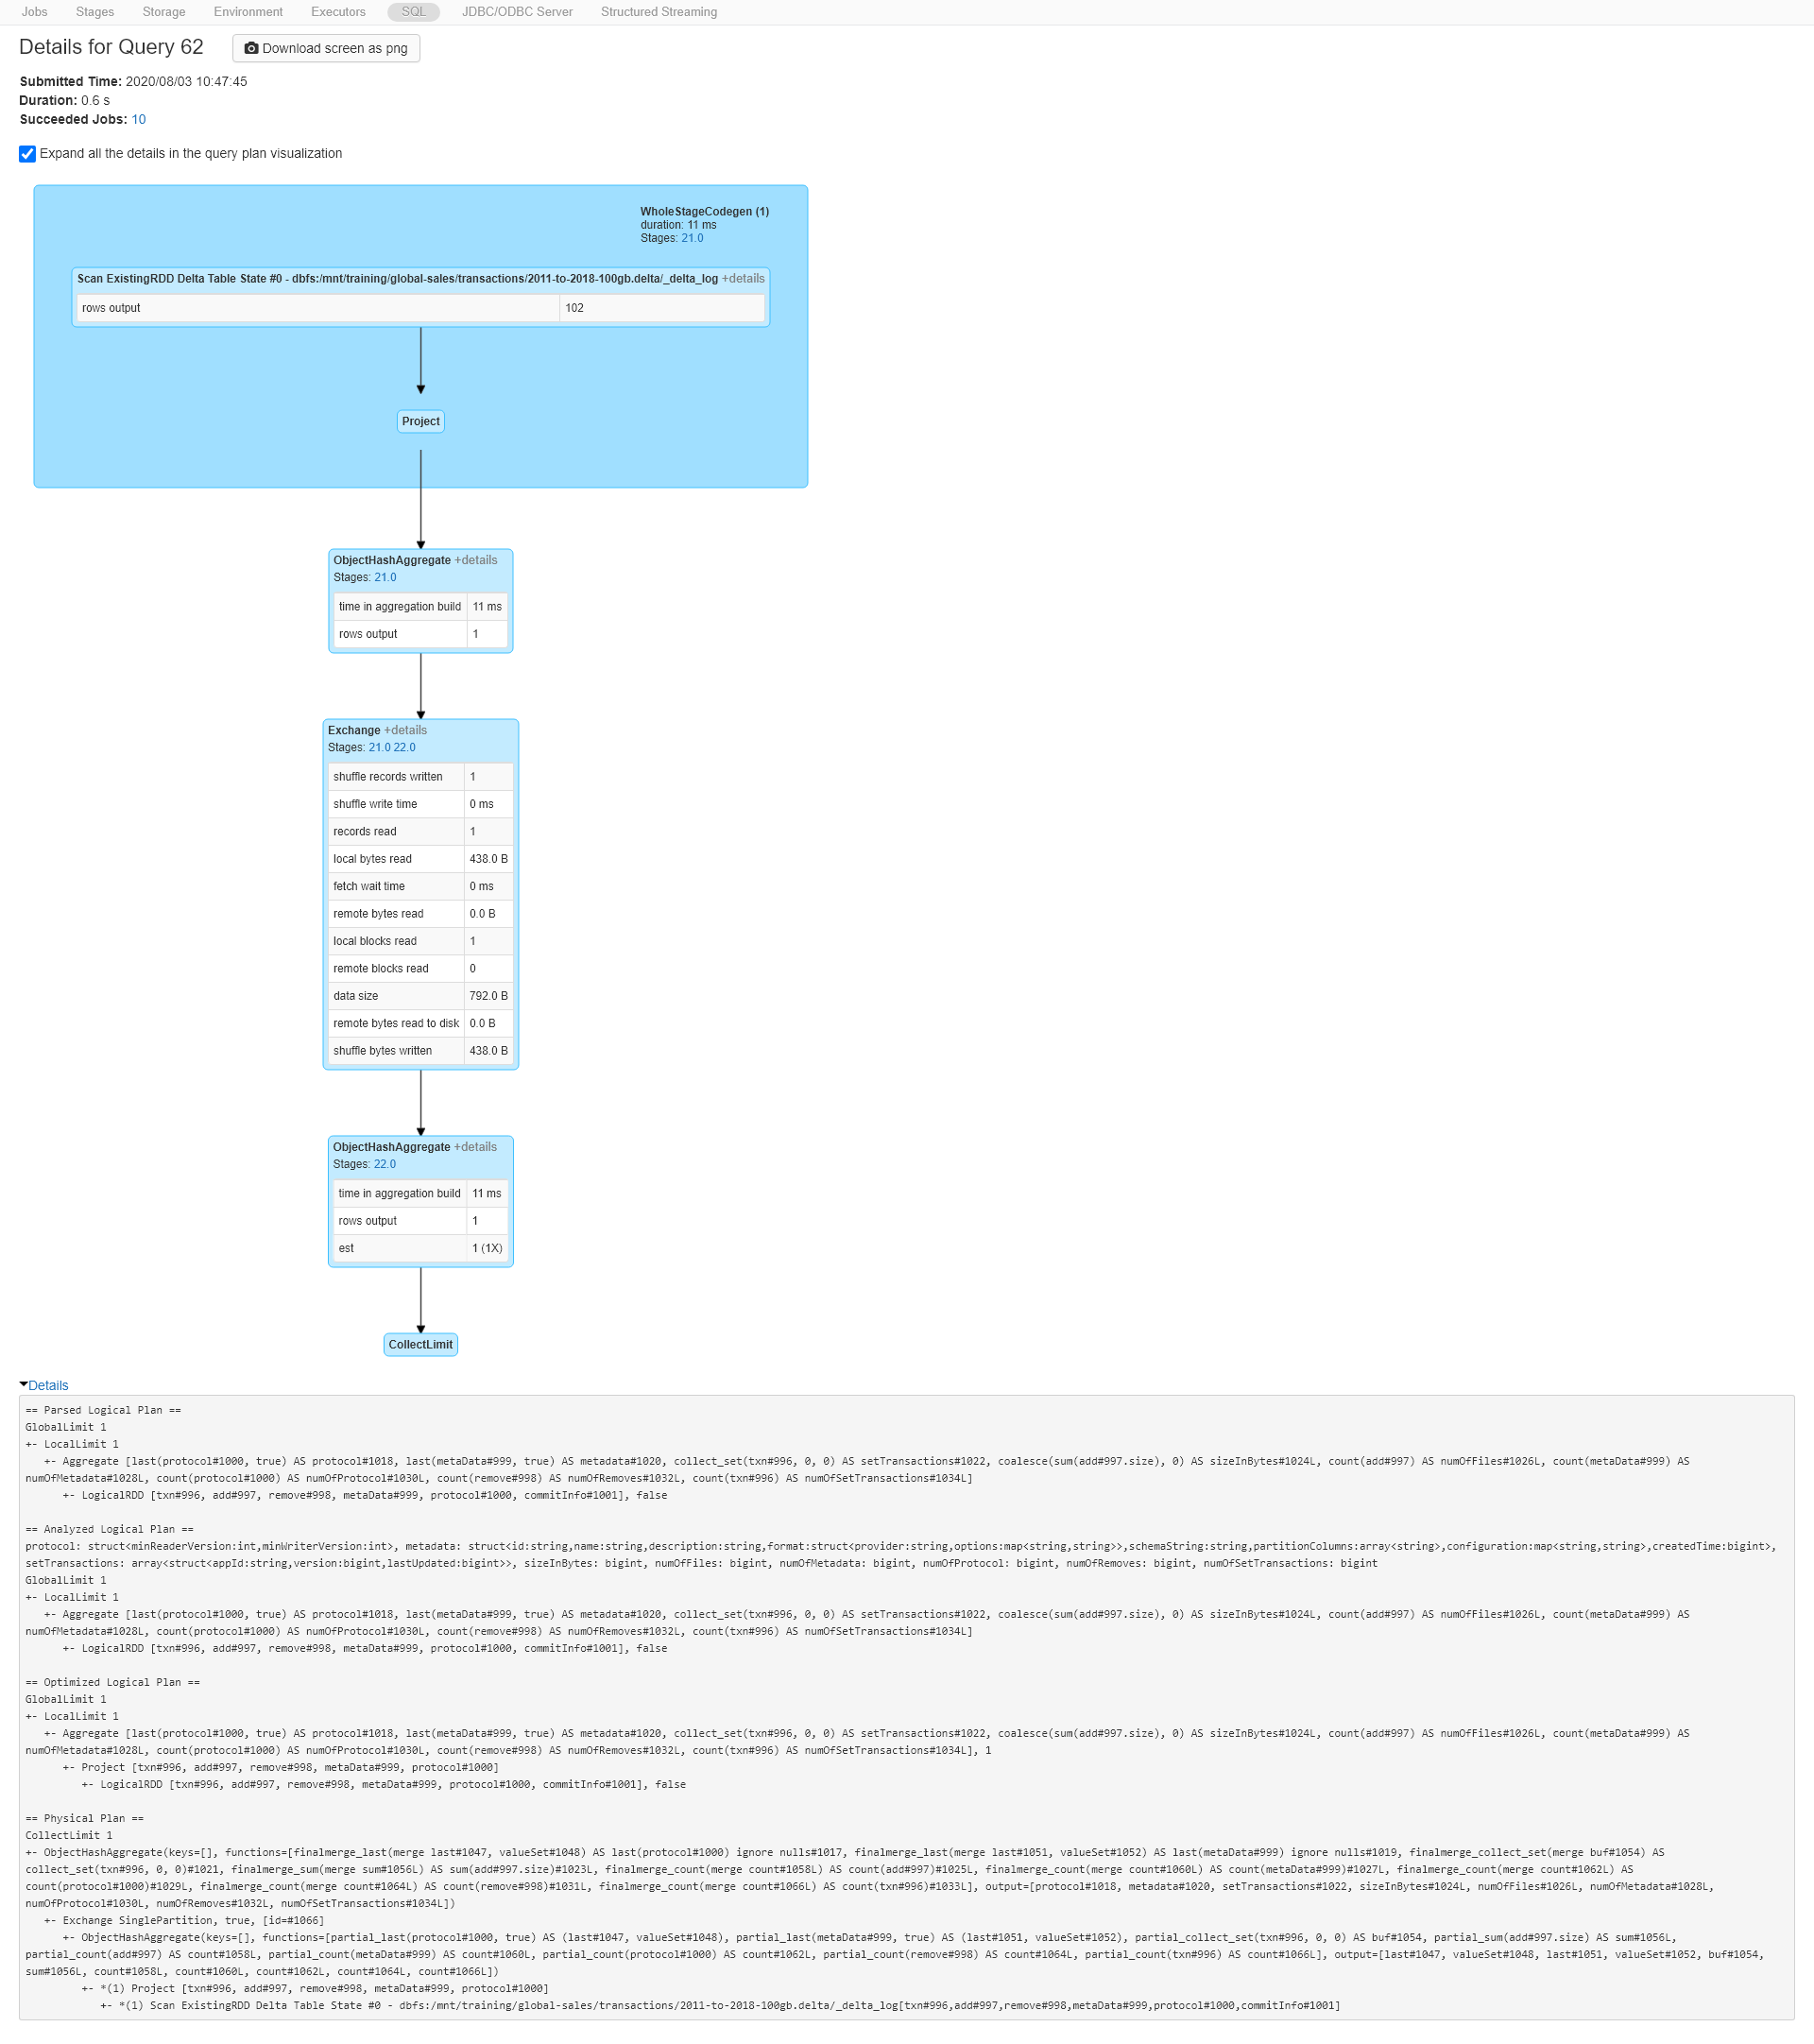 Jobs Stages Storage Environment Executors SQL JDBC/ODBC Server Structured Streaming
Details for Query 62 Download screen as png
Submitted Time: 2020/08/03 10:47:45
Duration: 0.6 s
Succeeded Jobs: 10
Expand all the details in the query plan visualization
WholeStageCodegen (1)
duration: 11 ms
Stages: 21.0
Scan ExistingRDD Delta Table State #0 - dbfs:/mnt/training/global-sales/transactions/2011-to-2018-100gb.delta/_delta_log +details
rows output 102
Project
ObjectHashAggregate +details
Stages: 21.0
time in aggregation build 11 ms
rows output 1
Exchange +details
Stages: 21.0 22.0
shuffle records written 1
shuffle write time 0 ms
records read 1
local bytes read 438.0 B
fetch wait time 0 ms
remote bytes read 0.0 B
local blocks read 1
remote blocks read 0
data size 792.0 B
remote bytes read to disk 0.0 B
shuffle bytes written 438.0 B
ObjectHashAggregate +details
Stages: 22.0
time in aggregation build 11 ms
rows output 1
est 1 (1X)
CollectLimit
Details
== Parsed Logical Plan ==
GlobalLimit 1
+- LocalLimit 1
   +- Aggregate [last(protocol#1000, true) AS protocol#1018, last(metaData#999, true) AS metadata#1020, collect_set(txn#996, 0, 0) AS setTransactions#1022, coalesce(sum(add#997.size), 0) AS sizeInBytes#1024L, count(add#997) AS numOfFiles#1026L, count(metaData#999) AS
numOfMetadata#1028L, count(protocol#1000) AS numOfProtocol#1030L, count(remove#998) AS numOfRemoves#1032L, count(txn#996) AS numOfSetTransactions#1034L]
      +- LogicalRDD [txn#996, add#997, remove#998, metaData#999, protocol#1000, commitInfo#1001], false
== Analyzed Logical Plan ==
protocol: struct<minReaderVersion:int,minWriterVersion:int>, metadata: struct<id:string,name:string,description:string,format:struct<provider:string,options:map<string,string>>,schemaString:string,partitionColumns:array<string>,configuration:map<string,string>,createdTime:bigint>,
setTransactions: array<struct<appId:string,version:bigint,lastUpdated:bigint>>, sizeInBytes: bigint, numOfFiles: bigint, numOfMetadata: bigint, numOfProtocol: bigint, numOfRemoves: bigint, numOfSetTransactions: bigint
GlobalLimit 1
+- LocalLimit 1
   +- Aggregate [last(protocol#1000, true) AS protocol#1018, last(metaData#999, true) AS metadata#1020, collect_set(txn#996, 0, 0) AS setTransactions#1022, coalesce(sum(add#997.size), 0) AS sizeInBytes#1024L, count(add#997) AS numOfFiles#1026L, count(metaData#999) AS
numOfMetadata#1028L, count(protocol#1000) AS numOfProtocol#1030L, count(remove#998) AS numOfRemoves#1032L, count(txn#996) AS numOfSetTransactions#1034L]
      +- LogicalRDD [txn#996, add#997, remove#998, metaData#999, protocol#1000, commitInfo#1001], false
== Optimized Logical Plan ==
GlobalLimit 1
+- LocalLimit 1
   +- Aggregate [last(protocol#1000, true) AS protocol#1018, last(metaData#999, true) AS metadata#1020, collect_set(txn#996, 0, 0) AS setTransactions#1022, coalesce(sum(add#997.size), 0) AS sizeInBytes#1024L, count(add#997) AS numOfFiles#1026L, count(metaData#999) AS
numOfMetadata#1028L, count(protocol#1000) AS numOfProtocol#1030L, count(remove#998) AS numOfRemoves#1032L, count(txn#996) AS numOfSetTransactions#1034L], 1
      +- Project [txn#996, add#997, remove#998, metaData#999, protocol#1000]
         +- LogicalRDD [txn#996, add#997, remove#998, metaData#999, protocol#1000, commitInfo#1001], false
== Physical Plan ==
CollectLimit 1
+- ObjectHashAggregate(keys=[], functions=[finalmerge_last(merge last#1047, valueSet#1048) AS last(protocol#1000) ignore nulls#1017, finalmerge_last(merge last#1051, valueSet#1052) AS last(metaData#999) ignore nulls#1019, finalmerge_collect_set(merge buf#1054) AS
collect_set(txn#996, 0, 0)#1021, finalmerge_sum(merge sum#1056L) AS sum(add#997.size)#1023L, finalmerge_count(merge count#1058L) AS count(add#997)#1025L, finalmerge_count(merge count#1060L) AS count(metaData#999)#1027L, finalmerge_count(merge count#1062L) AS
count(protocol#1000)#1029L, finalmerge_count(merge count#1064L) AS count(remove#998)#1031L, finalmerge_count(merge count#1066L) AS count(txn#996)#1033L], output=[protocol#1018, metadata#1020, setTransactions#1022, sizeInBytes#1024L, numOfFiles#1026L, numOfMetadata#1028L,
numOfProtocol#1030L, numOfRemoves#1032L, numOfSetTransactions#1034L])
   +- Exchange SinglePartition, true, [id=#1066]
      +- ObjectHashAggregate(keys=[], functions=[partial_last(protocol#1000, true) AS (last#1047, valueSet#1048), partial_last(metaData#999, true) AS (last#1051, valueSet#1052), partial_collect_set(txn#996, 0, 0) AS buf#1054, partial_sum(add#997.size) AS sum#1056L,
partial_count(add#997) AS count#1058L, partial_count(metaData#999) AS count#1060L, partial_count(protocol#1000) AS count#1062L, partial_count(remove#998) AS count#1064L, partial_count(txn#996) AS count#1066L], output=[last#1047, valueSet#1048, last#1051, valueSet#1052, buf#1054,
sum#1056L, count#1058L, count#1060L, count#1062L, count#1064L, count#1066L])
         +- *(1) Project [txn#996, add#997, remove#998, metaData#999, protocol#1000]
            +- *(1) Scan ExistingRDD Delta Table State #0 - dbfs:/mnt/training/global-sales/transactions/2011-to-2018-100gb.delta/_delta_log[txn#996,add#997,remove#998,metaData#999,protocol#1000,commitInfo#1001]